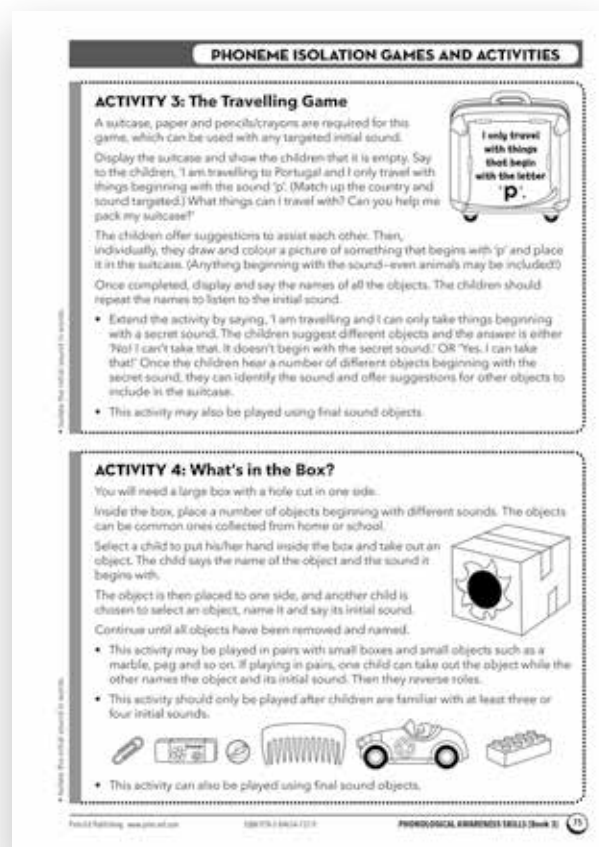 PHONEME ISOLATION GAMES AND ACTIVITIES
ACTIVITY 3: The Travelling Game
A suitcase, paper and pencils/crayons are required for this
game, which can be used with any targeted initial sound.
Display the suitcase and show the children that it is empty. Say
to the children, 'I am travelling to Portugal and I only travel with
things beginning with the sound 'p'. (Match up the country and
sound targeted.) What things can I travel with? Can you help me
pack my suitcase?'
I only travel
with things
that begin
with the letter
'p'.
The children offer suggestions to assist each other. Then,
individually, they draw and colour a picture of something that begins with 'p' and place
it in the suitcase. (Anything beginning with the sound–even animals may be included!)
Once completed, display and say the names of all the objects. The children should
repeat the names to listen to the initial sound.
• Extend the activity by saying, 'I am travelling and I can only take things beginning
with a secret sound. The children suggest different objects and the answer is either
'No! I can't take that. It doesn't begin with the secret sound.' OR 'Yes. I can take
that!' Once the children hear a number of different objects beginning with the
secret sound, they can identify the sound and offer suggestions for other objects to
include in the suitcase.
• This activity may also be played using final sound objects.
• Isolate the initial sound in words.
ACTIVITY 4: What's in the Box?
You will need a large box with a hole cut in one side.
Inside the box, place a number of objects beginning with different sounds. The objects
can be common ones collected from home or school.
Select a child to put his/her hand inside the box and take out an
object. The child says the name of the object and the sound it
begins with.
The object is then placed to one side, and another child is
chosen to select an object, name it and say its initial sound.
Continue until all objects have been removed and named.
• This activity may be played in pairs with small boxes and small objects such as a
marble, peg and so on. If playing in pairs, one child can take out the object while the
other names the object and its initial sound. Then they reverse roles.
• This activity should only be played after children are familiar with at least three or
four initial sounds.
• This activity can also be played using final sound objects.
• Isolate the initial sound in words.
Prim-Ed Publishing www.prim-ed.com
PHONOLOGICAL AWARENESS SKILLS (Book 3) 75